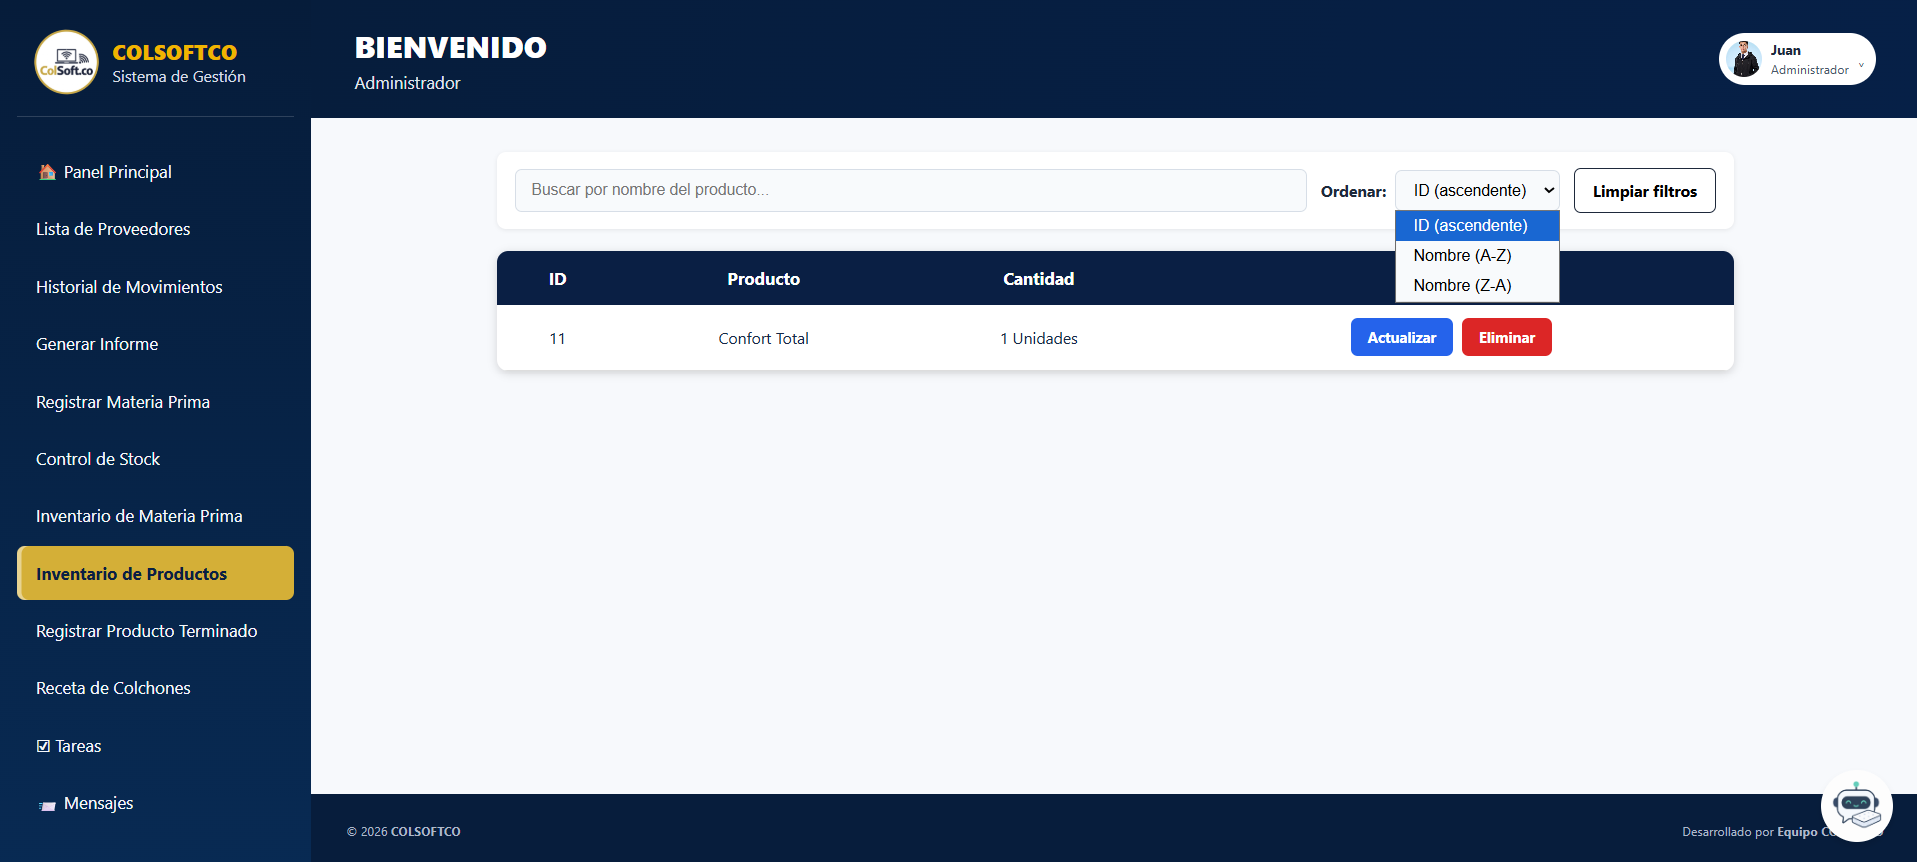 ColSoft.co
COLSOFTCO
Sistema de Gestión
BIENVENIDO
Administrador
Juan
Administrador
Panel Principal
Lista de Proveedores
Historial de Movimientos
Generar Informe
Registrar Materia Prima
Control de Stock
Inventario de Materia Prima
Inventario de Productos
Registrar Producto Terminado
Receta de Colchones
Tareas
Mensajes
Buscar por nombre del producto...
Ordenar:
ID (ascendente)
Limpiar filtros
ID (ascendente)
Nombre (A-Z)
Nombre (Z-A)
ID Producto Cantidad
11 Confort Total 1 Unidades Actualizar Eliminar
© 2026 COLSOFTCO
Desarrollado por Equipo